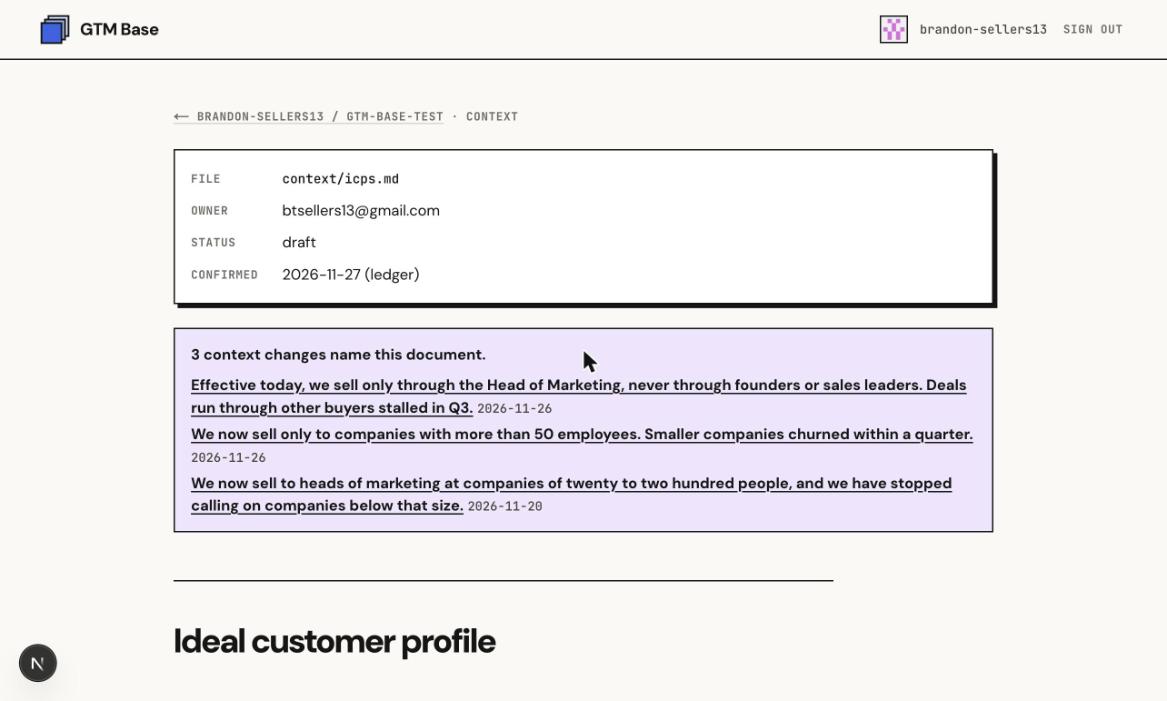 GTM Base
brandon-sellers13 SIGN OUT
← BRANDON-SELLERS13 / GTM-BASE-TEST · CONTEXT
FILE context/icps.md
OWNER btsellers13@gmail.com
STATUS draft
CONFIRMED 2026-11-27 (ledger)
3 context changes name this document.
Effective today, we sell only through the Head of Marketing, never through founders or sales leaders. Deals
run through other buyers stalled in Q3. 2026-11-26
We now sell only to companies with more than 50 employees. Smaller companies churned within a quarter.
2026-11-26
We now sell to heads of marketing at companies of twenty to two hundred people, and we have stopped
calling on companies below that size. 2026-11-20
Ideal customer profile
N